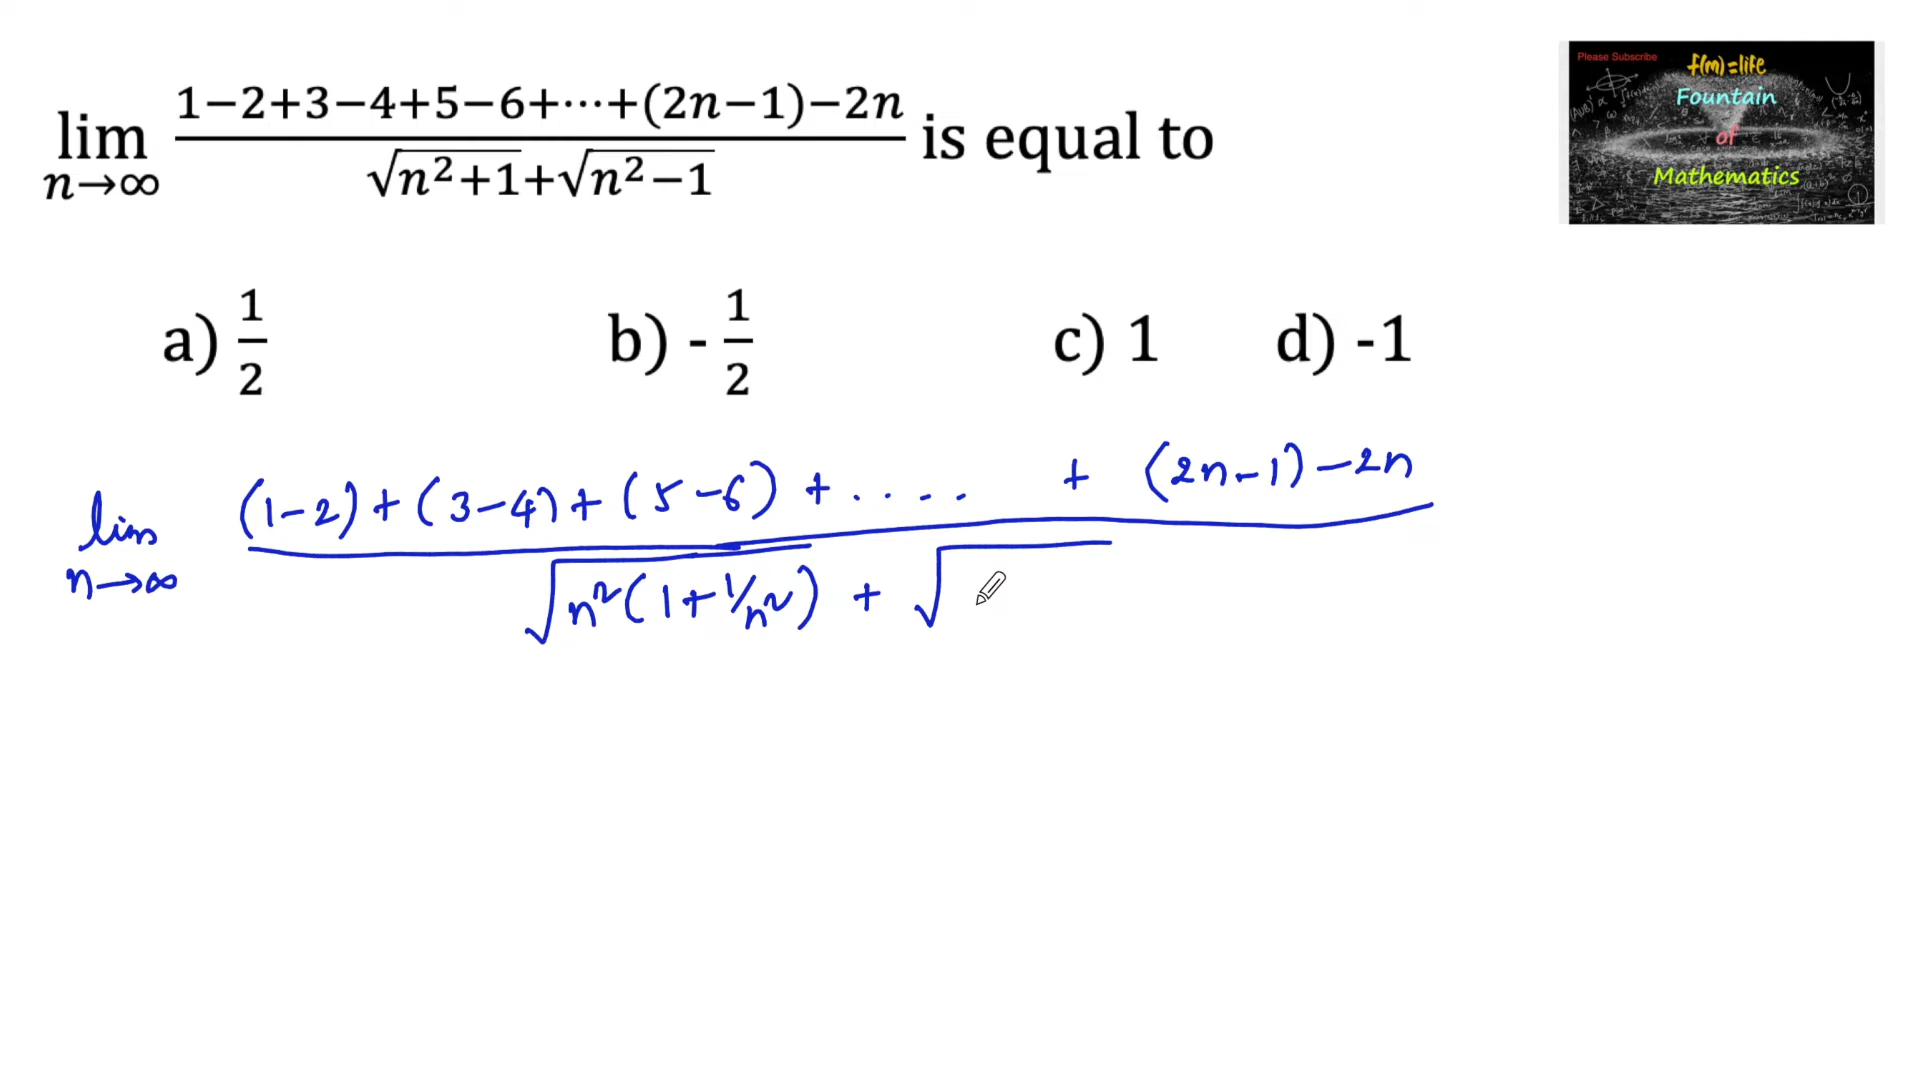 lim n→∞ (1−2+3−4+5−6+⋯+(2n−1)−2n)/(√(n²+1)+√(n²−1)) is equal to
a) 1/2 b) - 1/2 c) 1 d) -1
lim n→∞ ((1−2)+(3−4)+(5−6)+.... + (2n−1)−2n)/(√(n²(1+1/n²)) + √
Please Subscribe
f(m)=life
Fountain
of
Mathematics